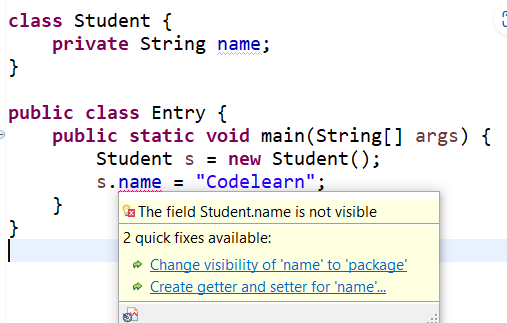 class Student {
    private String name;
}
public class Entry {
    public static void main(String[] args) {
        Student s = new Student();
        s.name = "Codelearn";
    }
}
The field Student.name is not visible
2 quick fixes available:
Change visibility of 'name' to 'package'
Create getter and setter for 'name'...